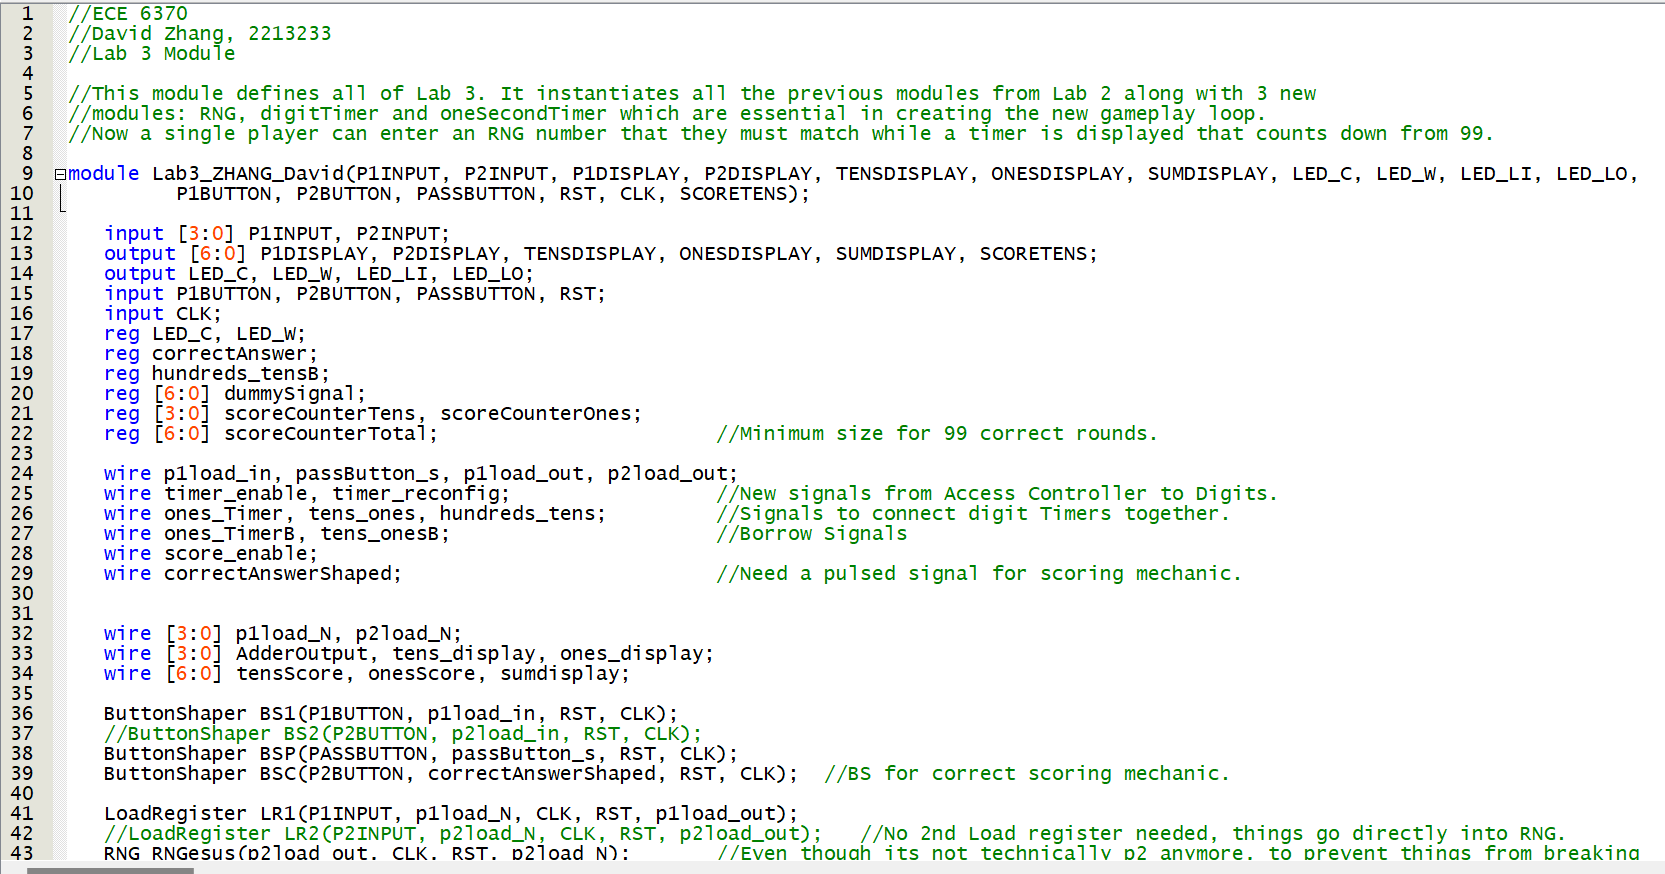 1 //ECE 6370
2 //David Zhang, 2213233
3 //Lab 3 Module
4
5 //This module defines all of Lab 3. It instantiates all the previous modules from Lab 2 along with 3 new
6 //modules: RNG, digitTimer and oneSecondTimer which are essential in creating the new gameplay loop.
7 //Now a single player can enter an RNG number that they must match while a timer is displayed that counts down from 99.
8
9 module Lab3_ZHANG_David(P1INPUT, P2INPUT, P1DISPLAY, P2DISPLAY, TENSDISPLAY, ONESDISPLAY, SUMDISPLAY, LED_C, LED_W, LED_LI, LED_LO,
10 P1BUTTON, P2BUTTON, PASSBUTTON, RST, CLK, SCORETENS);
11
12 input [3:0] P1INPUT, P2INPUT;
13 output [6:0] P1DISPLAY, P2DISPLAY, TENSDISPLAY, ONESDISPLAY, SUMDISPLAY, SCORETENS;
14 output LED_C, LED_W, LED_LI, LED_LO;
15 input P1BUTTON, P2BUTTON, PASSBUTTON, RST;
16 input CLK;
17 reg LED_C, LED_W;
18 reg correctAnswer;
19 reg hundreds_tensB;
20 reg [6:0] dummySignal;
21 reg [3:0] scoreCounterTens, scoreCounterOnes;
22 reg [6:0] scoreCounterTotal; //Minimum size for 99 correct rounds.
23
24 wire p1load_in, passButton_s, p1load_out, p2load_out;
25 wire timer_enable, timer_reconfig; //New signals from Access Controller to Digits.
26 wire ones_Timer, tens_ones, hundreds_tens; //Signals to connect digit Timers together.
27 wire ones_TimerB, tens_onesB; //Borrow Signals
28 wire score_enable;
29 wire correctAnswerShaped; //Need a pulsed signal for scoring mechanic.
30
31
32 wire [3:0] p1load_N, p2load_N;
33 wire [3:0] AdderOutput, tens_display, ones_display;
34 wire [6:0] tensScore, onesScore, sumdisplay;
35
36 ButtonShaper BS1(P1BUTTON, p1load_in, RST, CLK);
37 //ButtonShaper BS2(P2BUTTON, p2load_in, RST, CLK);
38 ButtonShaper BSP(PASSBUTTON, passButton_s, RST, CLK);
39 ButtonShaper BSC(P2BUTTON, correctAnswerShaped, RST, CLK); //BS for correct scoring mechanic.
40
41 LoadRegister LR1(P1INPUT, p1load_N, CLK, RST, p1load_out);
42 //LoadRegister LR2(P2INPUT, p2load_N, CLK, RST, p2load_out); //No 2nd Load register needed, things go directly into RNG.
43 RNG RNGesus(p2load_out, CLK, RST, p2load_N); //Even though its not technically p2 anymore, to prevent things from breaking